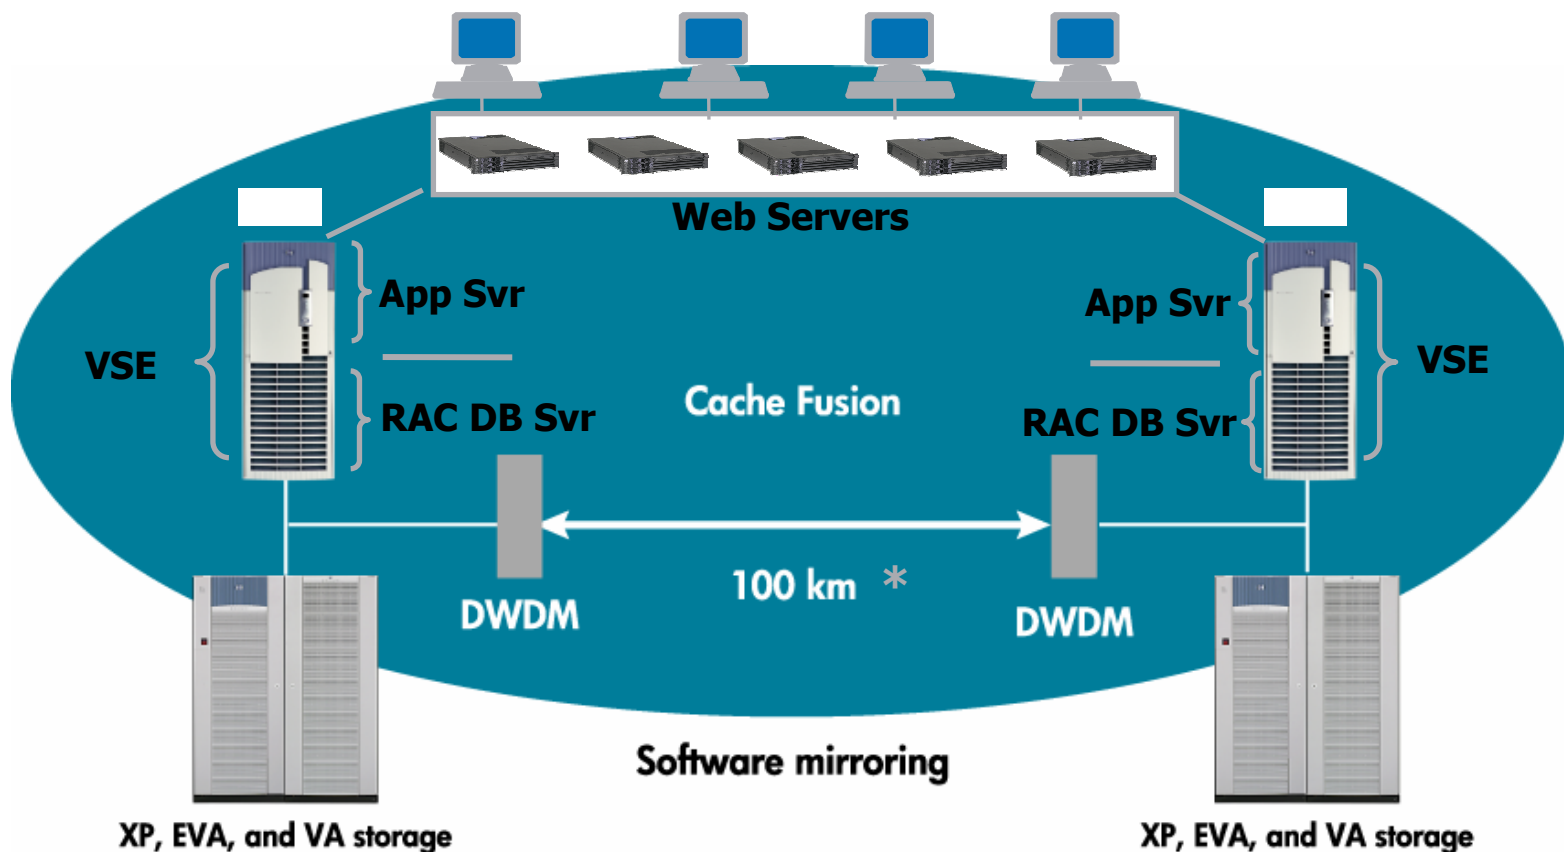 Web Servers
App Svr
App Svr
VSE
VSE
RAC DB Svr
Cache Fusion
RAC DB Svr
100 km *
DWDM
DWDM
Software mirroring
XP, EVA, and VA storage
XP, EVA, and VA storage